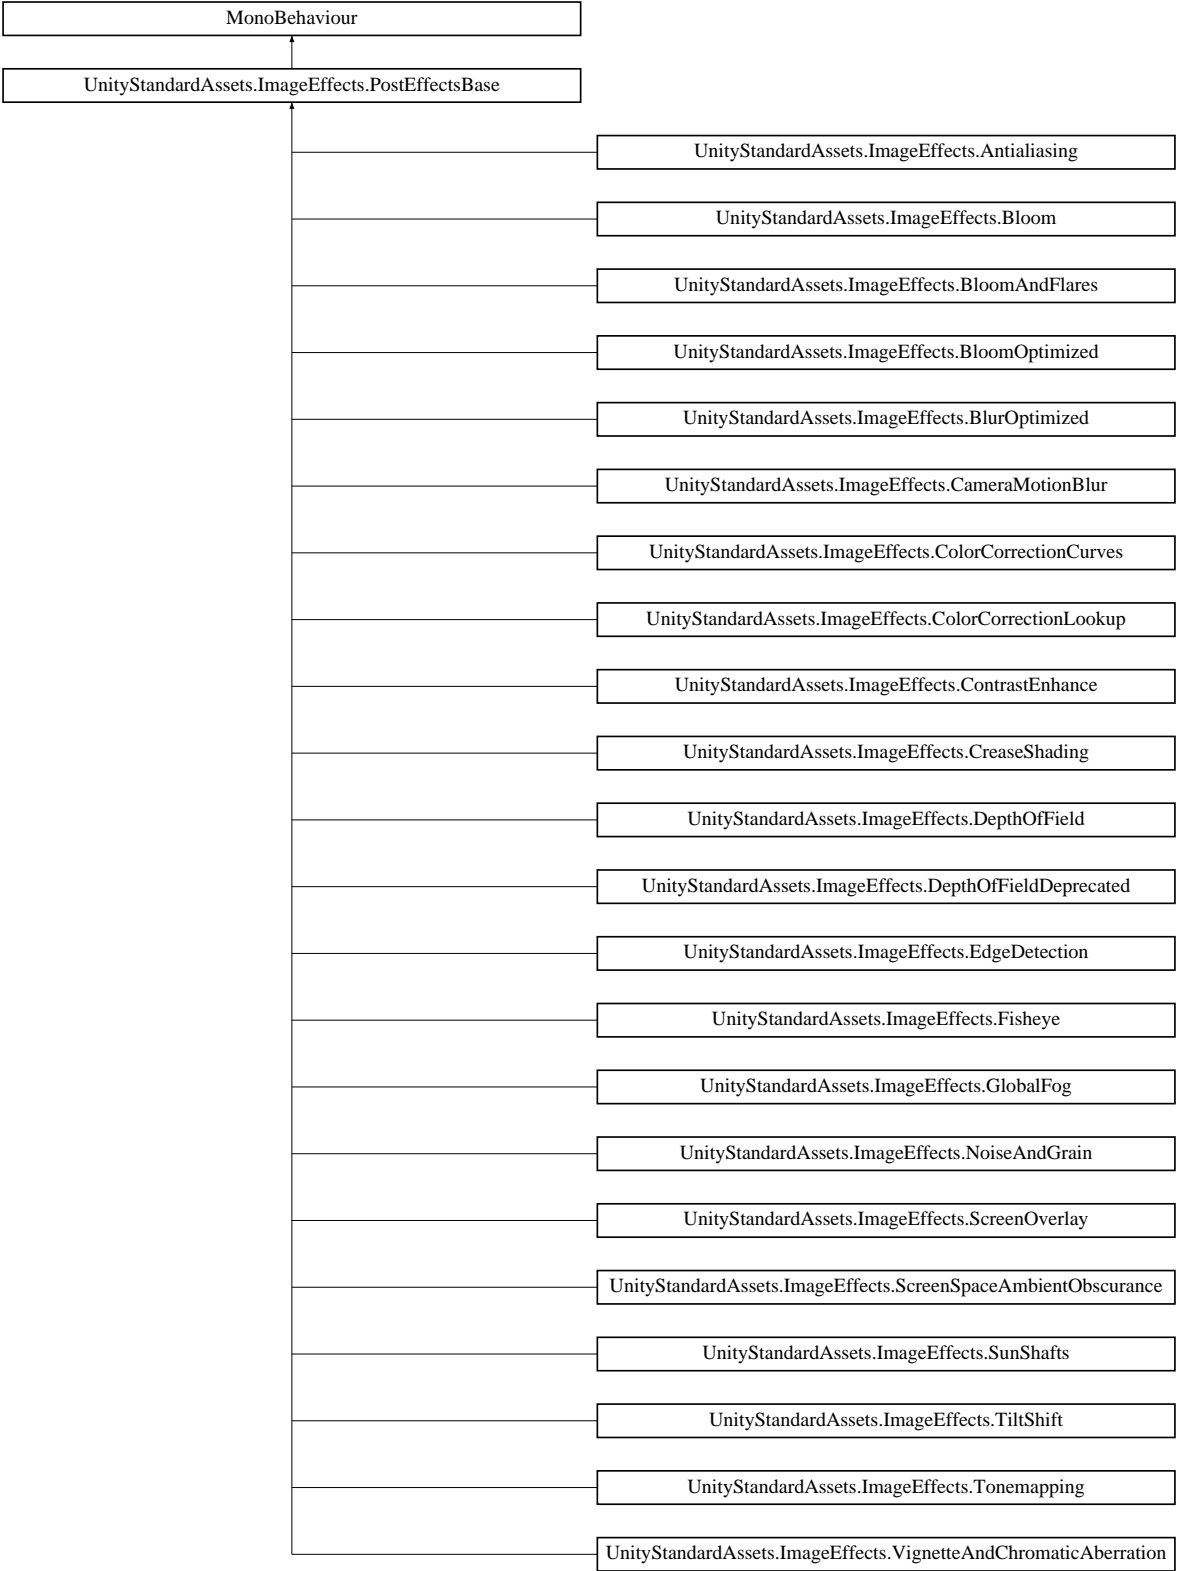 MonoBehaviour
UnityStandardAssets.ImageEffects.PostEffectsBase
UnityStandardAssets.ImageEffects.Antialiasing
UnityStandardAssets.ImageEffects.Bloom
UnityStandardAssets.ImageEffects.BloomAndFlares
UnityStandardAssets.ImageEffects.BloomOptimized
UnityStandardAssets.ImageEffects.BlurOptimized
UnityStandardAssets.ImageEffects.CameraMotionBlur
UnityStandardAssets.ImageEffects.ColorCorrectionCurves
UnityStandardAssets.ImageEffects.ColorCorrectionLookup
UnityStandardAssets.ImageEffects.ContrastEnhance
UnityStandardAssets.ImageEffects.CreaseShading
UnityStandardAssets.ImageEffects.DepthOfField
UnityStandardAssets.ImageEffects.DepthOfFieldDeprecated
UnityStandardAssets.ImageEffects.EdgeDetection
UnityStandardAssets.ImageEffects.Fisheye
UnityStandardAssets.ImageEffects.GlobalFog
UnityStandardAssets.ImageEffects.NoiseAndGrain
UnityStandardAssets.ImageEffects.ScreenOverlay
UnityStandardAssets.ImageEffects.ScreenSpaceAmbientObscurance
UnityStandardAssets.ImageEffects.SunShafts
UnityStandardAssets.ImageEffects.TiltShift
UnityStandardAssets.ImageEffects.Tonemapping
UnityStandardAssets.ImageEffects.VignetteAndChromaticAberration